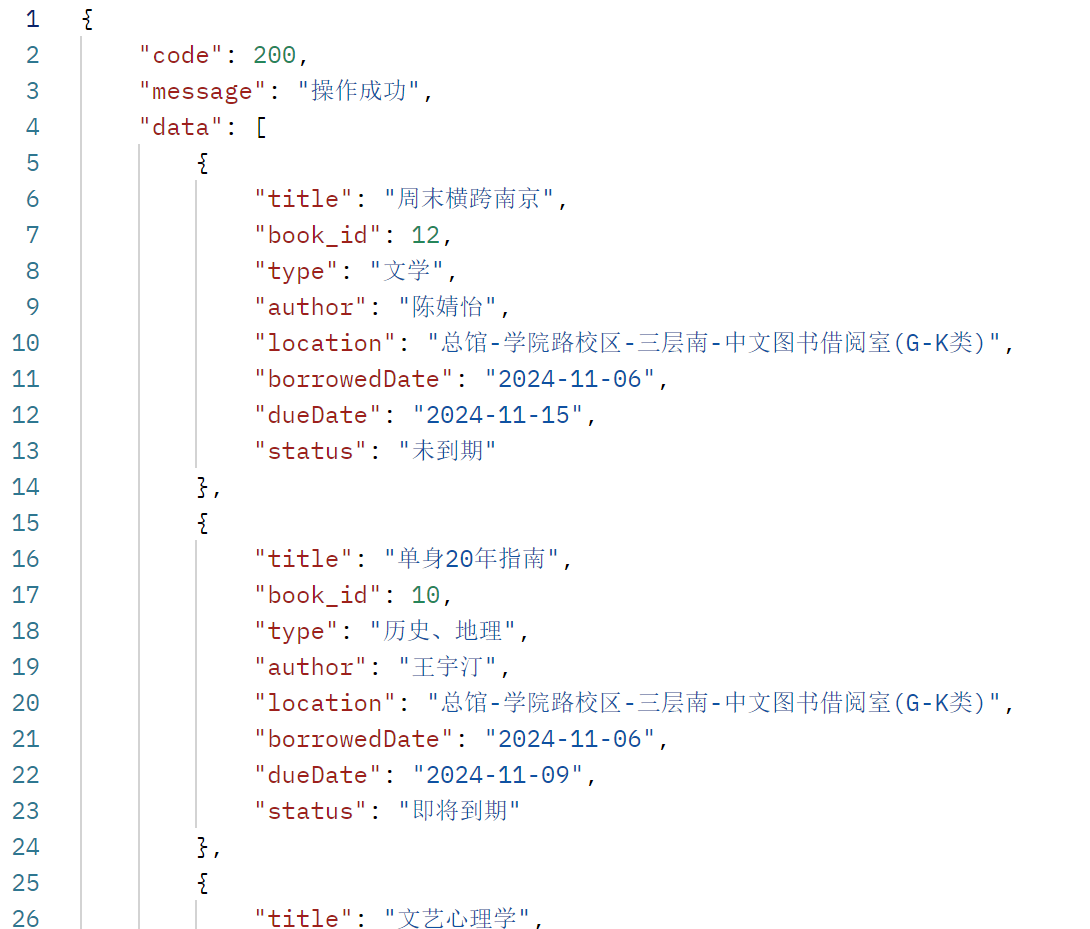 1 {
2 "code": 200,
3 "message": "操作成功",
4 "data": [
5 {
6 "title": "周末横跨南京",
7 "book_id": 12,
8 "type": "文学",
9 "author": "陈婧怡",
10 "location": "总馆-学院路校区-三层南-中文图书借阅室(G-K类)",
11 "borrowedDate": "2024-11-06",
12 "dueDate": "2024-11-15",
13 "status": "未到期"
14 },
15 {
16 "title": "单身20年指南",
17 "book_id": 10,
18 "type": "历史、地理",
19 "author": "王宇汀",
20 "location": "总馆-学院路校区-三层南-中文图书借阅室(G-K类)",
21 "borrowedDate": "2024-11-06",
22 "dueDate": "2024-11-09",
23 "status": "即将到期"
24 },
25 {
26 "title": "文艺心理学",